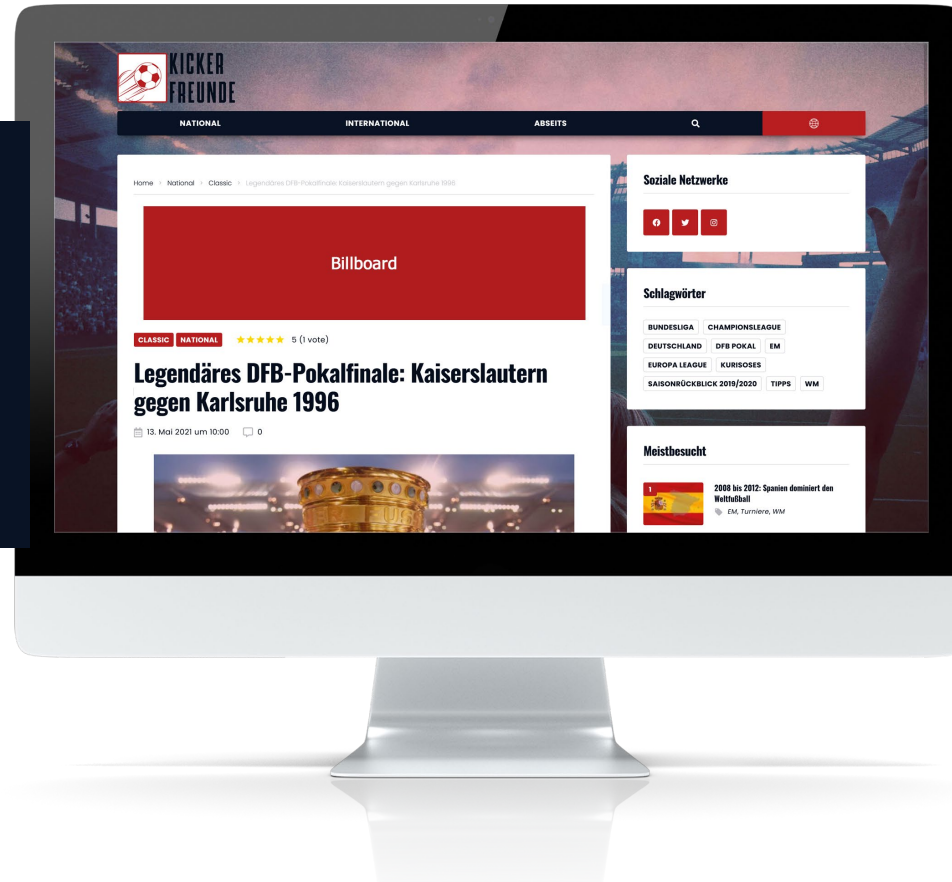 KICKER
FREUNDE
NATIONAL
INTERNATIONAL
ABSEITS
Home > National > Classic > Legendäres DFB-Pokalfinale: Kaiserslautern gegen Karlsruhe 1996
Billboard
CLASSIC NATIONAL 5 (1 vote)
Legendäres DFB-Pokalfinale: Kaiserslautern
gegen Karlsruhe 1996
13. Mai 2021 um 10:00 0
Soziale Netzwerke
Schlagwörter
BUNDESLIGA CHAMPIONSLEAGUE
DEUTSCHLAND DFB POKAL EM
EUROPA LEAGUE KURISOSES
SAISONRÜCKBLICK 2019/2020 TIPPS WM
Meistbesucht
1
2008 bis 2012: Spanien dominiert den
Weltfußball
EM, Turniere, WM